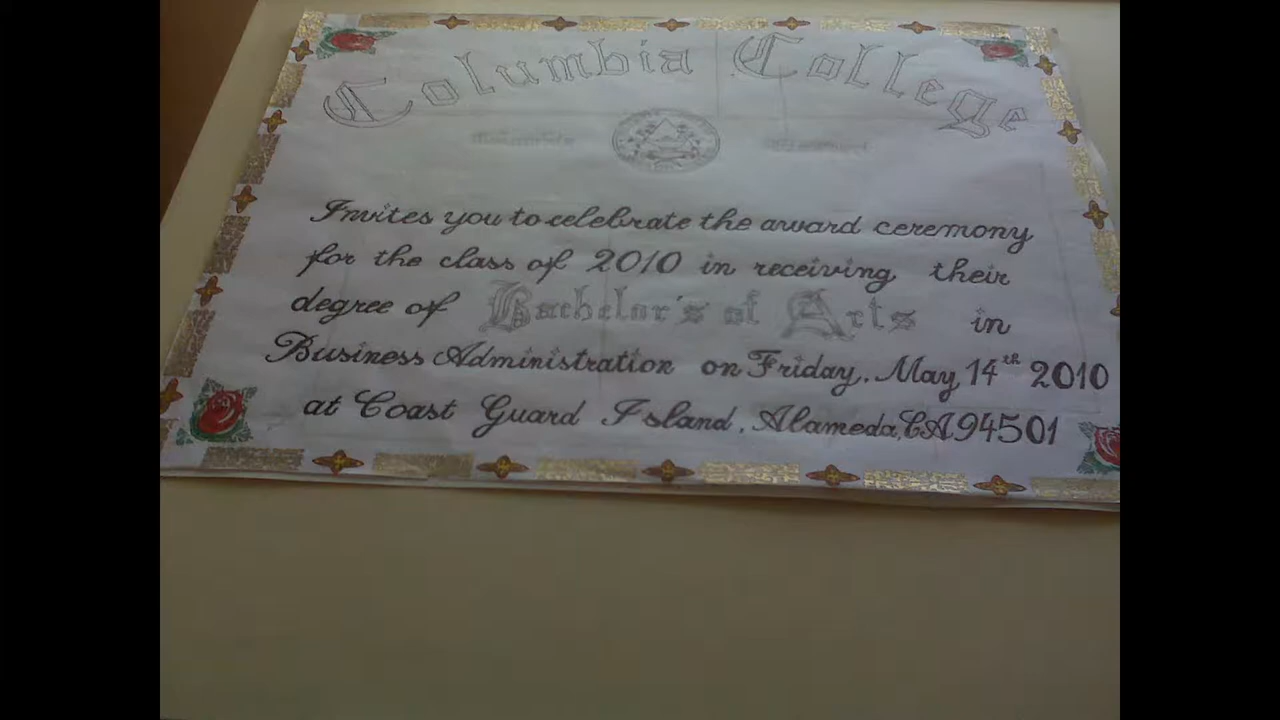 Columbia College
Invites you to celebrate the award ceremony
for the class of 2010 in receiving their
degree of Bachelor's of Arts in
Business Administration on Friday, May 14th 2010
at Coast Guard Island, Alameda, CA 94501